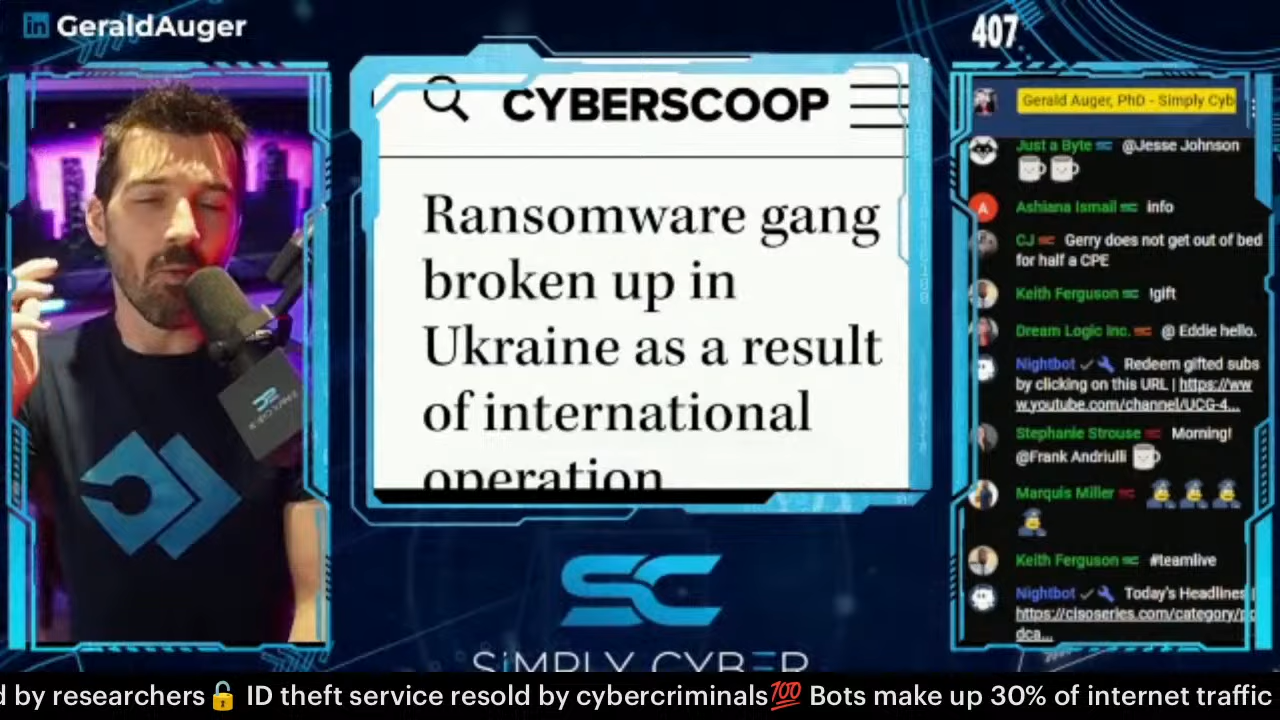 in GeraldAuger
407
CYBERSCOOP
Ransomware gang
broken up in
Ukraine as a result
of international
operation
SC
SIMPLY CYBER
Gerald Auger, PhD - Simply Cyb
Just a Byte @Jesse Johnson
A Ashiana Ismail info
CJ Gerry does not get out of bed
for half a CPE
Keith Ferguson !gift
Dream Logic Inc. @ Eddie hello.
Nightbot Redeem gifted subs
by clicking on this URL | https://ww
w.youtube.com/channel/UCG-4...
Stephanie Strouse Morning!
@Frank Andriulli
Marquis Miller
Keith Ferguson #teamlive
Nightbot Today's Headlines |
https://cisoseries.com/category/po
dca...
d by researchers🔓 ID theft service resold by cybercriminals💯 Bots make up 30% of internet traffic